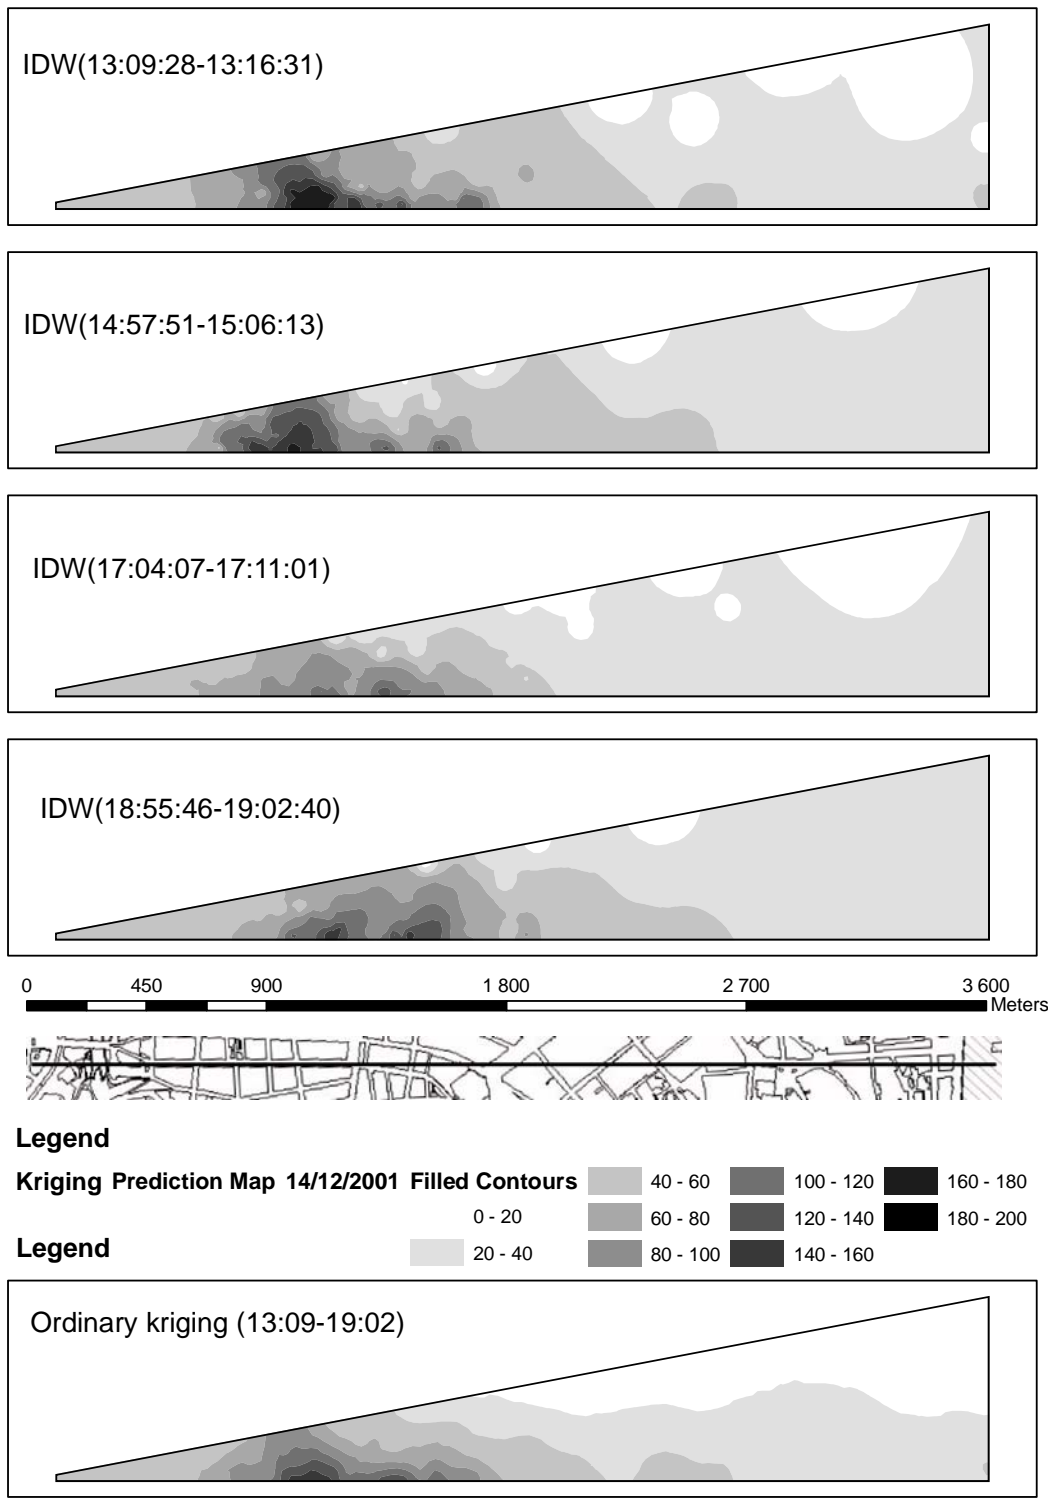 IDW(13:09:28-13:16:31)
IDW(14:57:51-15:06:13)
IDW(17:04:07-17:11:01)
IDW(18:55:46-19:02:40)
0 450 900 1 800 2 700 3 600
Meters
Legend
Kriging Prediction Map 14/12/2001 Filled Contours 40 - 60 100 - 120 160 - 180
0 - 20 60 - 80 120 - 140 180 - 200
Legend 20 - 40 80 - 100 140 - 160
Ordinary kriging (13:09-19:02)